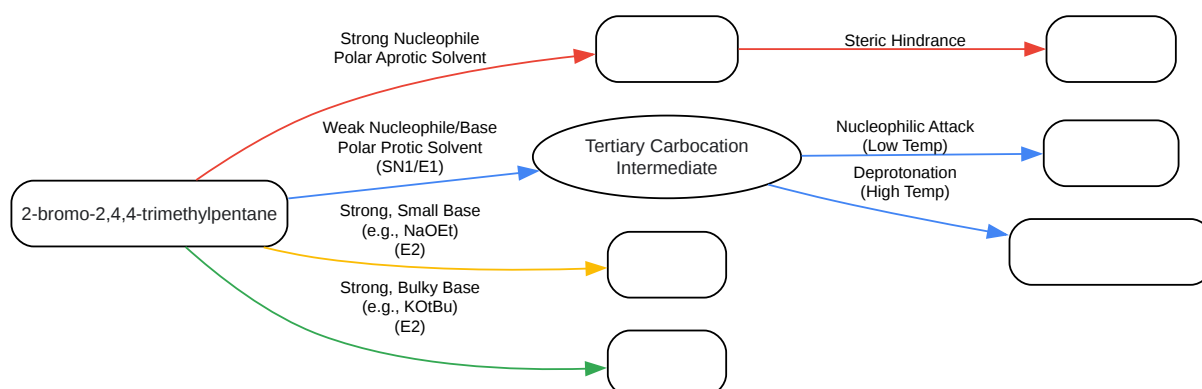 Strong Nucleophile
Polar Aprotic Solvent
Steric Hindrance
Weak Nucleophile/Base
Polar Protic Solvent
(SN1/E1)
Tertiary Carbocation
Intermediate
Nucleophilic Attack
(Low Temp)
Deprotonation
(High Temp)
2-bromo-2,4,4-trimethylpentane
Strong, Small Base
(e.g., NaOEt)
(E2)
Strong, Bulky Base
(e.g., KOtBu)
(E2)